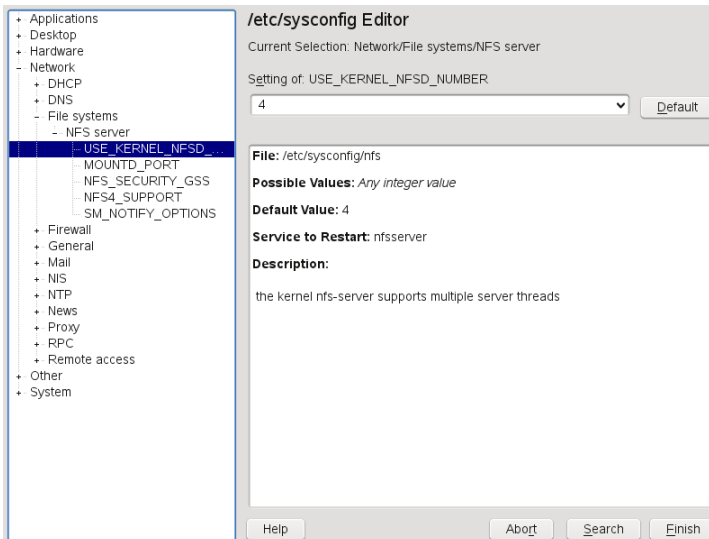 Applications
Desktop
Hardware
Network
DHCP
DNS
File systems
NFS server
USE_KERNEL_NFSD_...
MOUNTD_PORT
NFS_SECURITY_GSS
NFS4_SUPPORT
SM_NOTIFY_OPTIONS
Firewall
General
Mail
NIS
NTP
News
Proxy
RPC
Remote access
Other
System
/etc/sysconfig Editor
Current Selection: Network/File systems/NFS server
Setting of: USE_KERNEL_NFSD_NUMBER
4
Default
File: /etc/sysconfig/nfs
Possible Values: Any integer value
Default Value: 4
Service to Restart: nfsserver
Description:
the kernel nfs-server supports multiple server threads
Help
Abort
Search
Finish